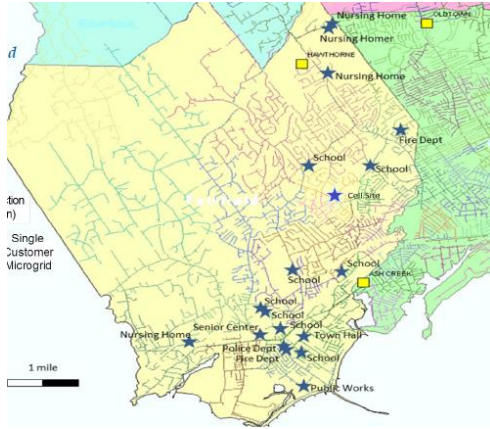 Nursing Home
OLDTOWN
Nursing Homer
HAWTHORNE
Nursing Home
Fire Dept
School
School
Cell Site
Single
Customer
Microgrid
School
School
ASH CREEK
School
School
Senior Center
School
Nursing Home
Town Hall
Police Dept
Fire Dept
School
1 mile
Public Works